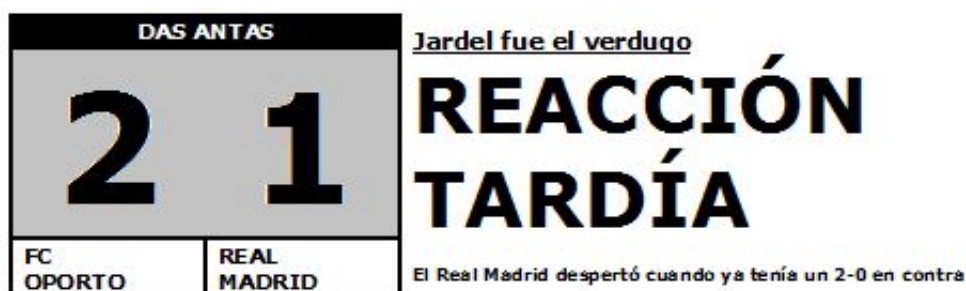 DAS ANTAS
2 1
FC OPORTO
REAL MADRID
Jardel fue el verdugo
REACCIÓN
TARDÍA
El Real Madrid despertó cuando ya tenía un 2-0 en contra